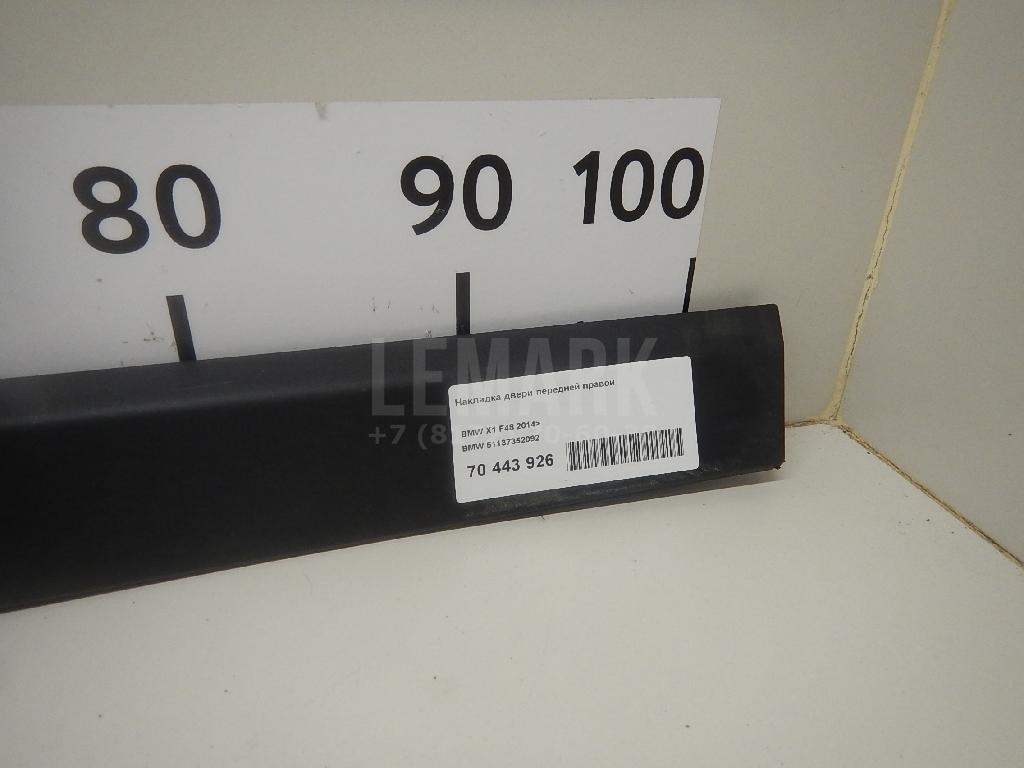 80 90 100
LEMARK
Накладка двери передней правой
BMW X1 F48 2014>
BMW 51137352092
70 443 926